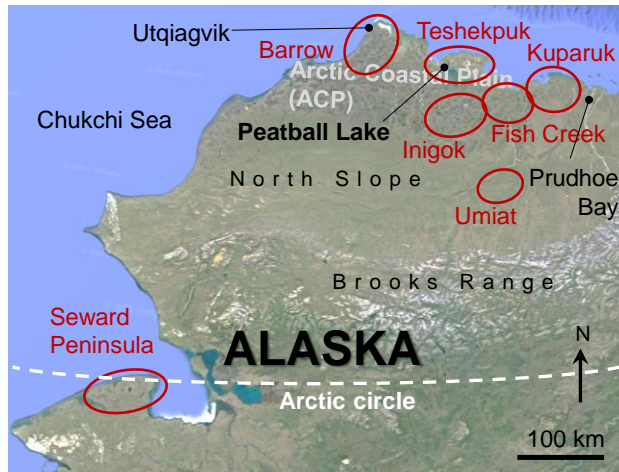 Utqiagvik
Barrow
Teshekpuk
Kuparuk
Arctic Coastal Plain
(ACP)
Chukchi Sea
Peatball Lake
Inigok
Fish Creek
North Slope
Prudhoe
Bay
Umiat
Brooks Range
Seward
Peninsula
ALASKA
N
Arctic circle
100 km